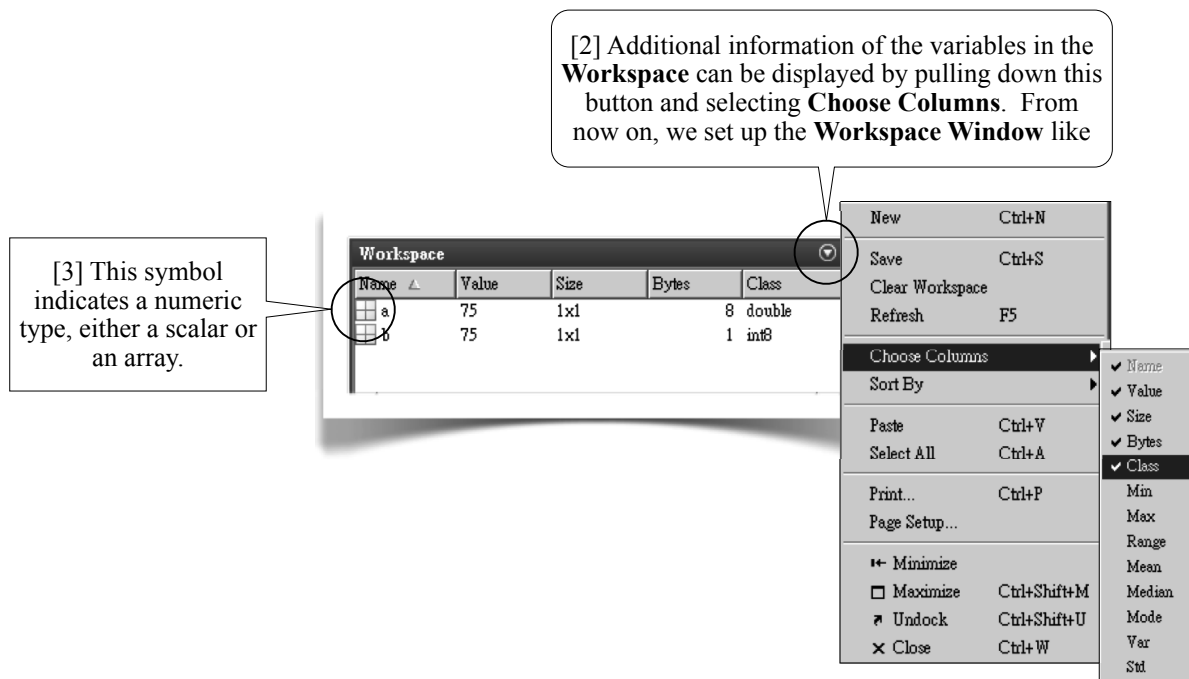 [2] Additional information of the variables in the
Workspace can be displayed by pulling down this
button and selecting Choose Columns. From
now on, we set up the Workspace Window like
[3] This symbol
indicates a numeric
type, either a scalar or
an array.
Workspace
Name Value Size Bytes Class
a 75 1x1 8 double
b 75 1x1 1 int8
New Ctrl+N
Save Ctrl+S
Clear Workspace
Refresh F5
Choose Columns
Sort By
Paste Ctrl+V
Select All Ctrl+A
Print... Ctrl+P
Page Setup...
Minimize
Maximize Ctrl+Shift+M
Undock Ctrl+Shift+U
Close Ctrl+W
Name
Value
Size
Bytes
Class
Min
Max
Range
Mean
Median
Mode
Var
Std